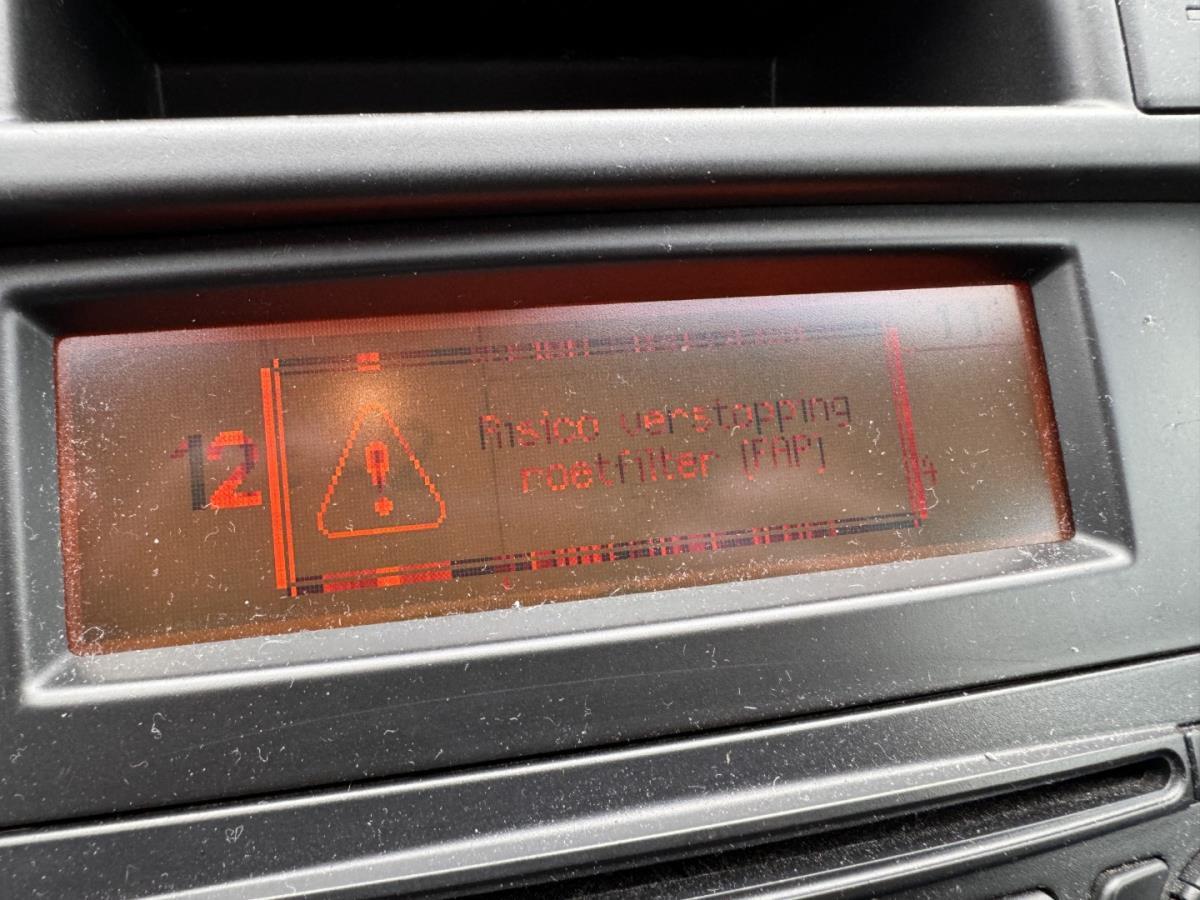 12
Risico verstopping
roetfilter (FAP)